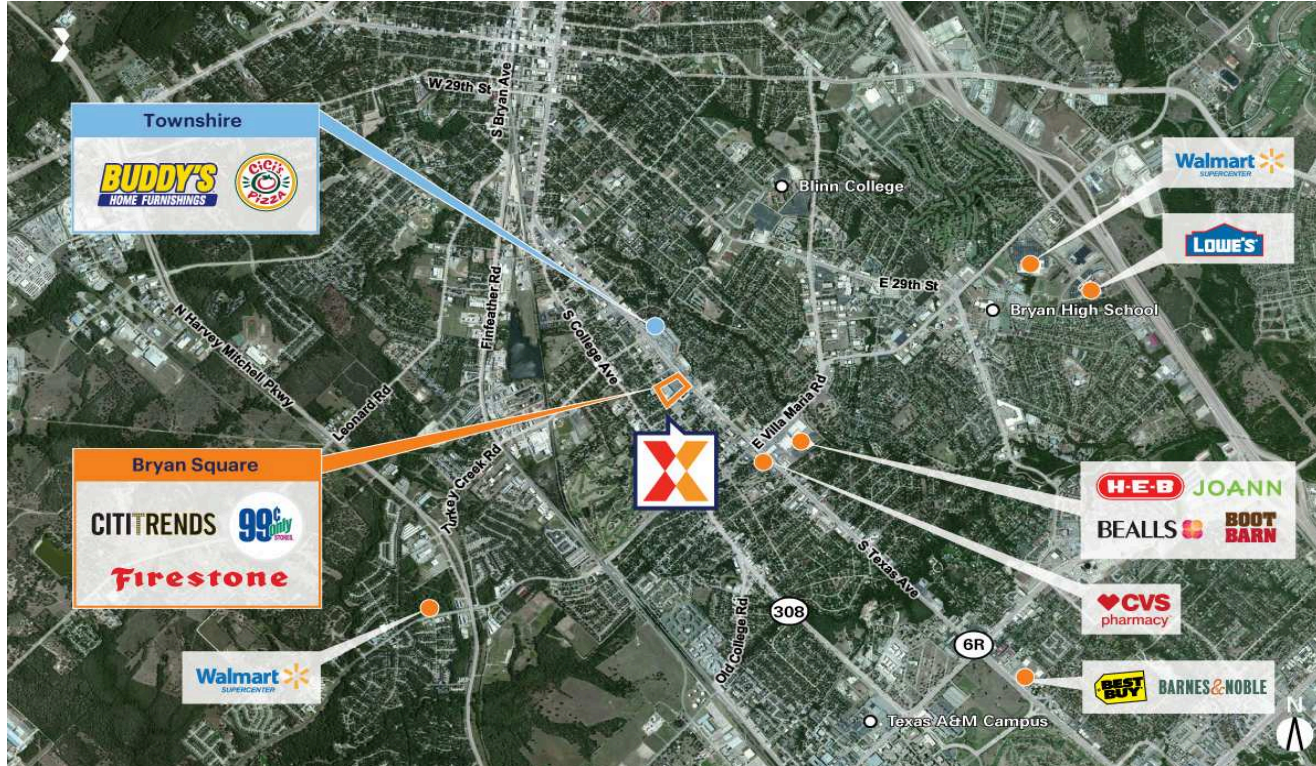 W 29th St
S Bryan Ave
Townshire
BUDDY'S
HOME FURNISHINGS
CiCi's
PIZZA
Blinn College
Walmart
SUPERCENTER
LOWE'S
E 29th St
Bryan High School
N Harvey Mitchell Pkwy
Finfeather Rd
S College Ave
Leonard Rd
E Villa Maria Rd
Turkey Creek Rd
Bryan Square
CITITRENDS
99¢
only
STORES
Firestone
X
H-E-B JOANN
BEALLS BOOT
BARN
S Texas Ave
CVS
pharmacy
Old College Rd
308
6R
Walmart
SUPERCENTER
BEST
BUY
BARNES&NOBLE
Texas A&M Campus
N